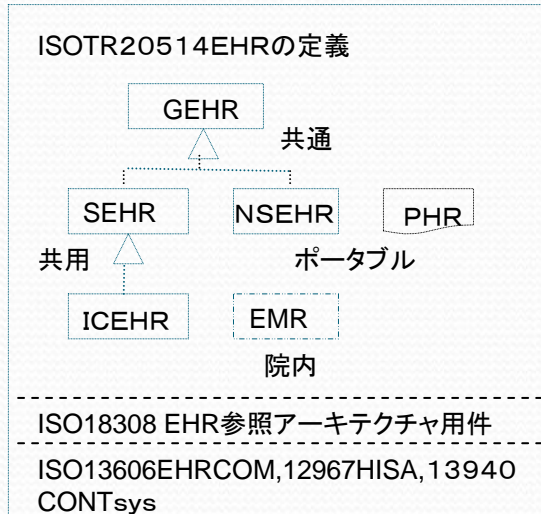 ISOTR20514EHRの定義
GEHR
共通
SEHR
NSEHR
PHR
共用
ポータブル
ICEHR
EMR
院内
ISO18308 EHR参照アーキテクチャ用件
ISO13606EHRCOM,12967HISA,13940
CONTsys